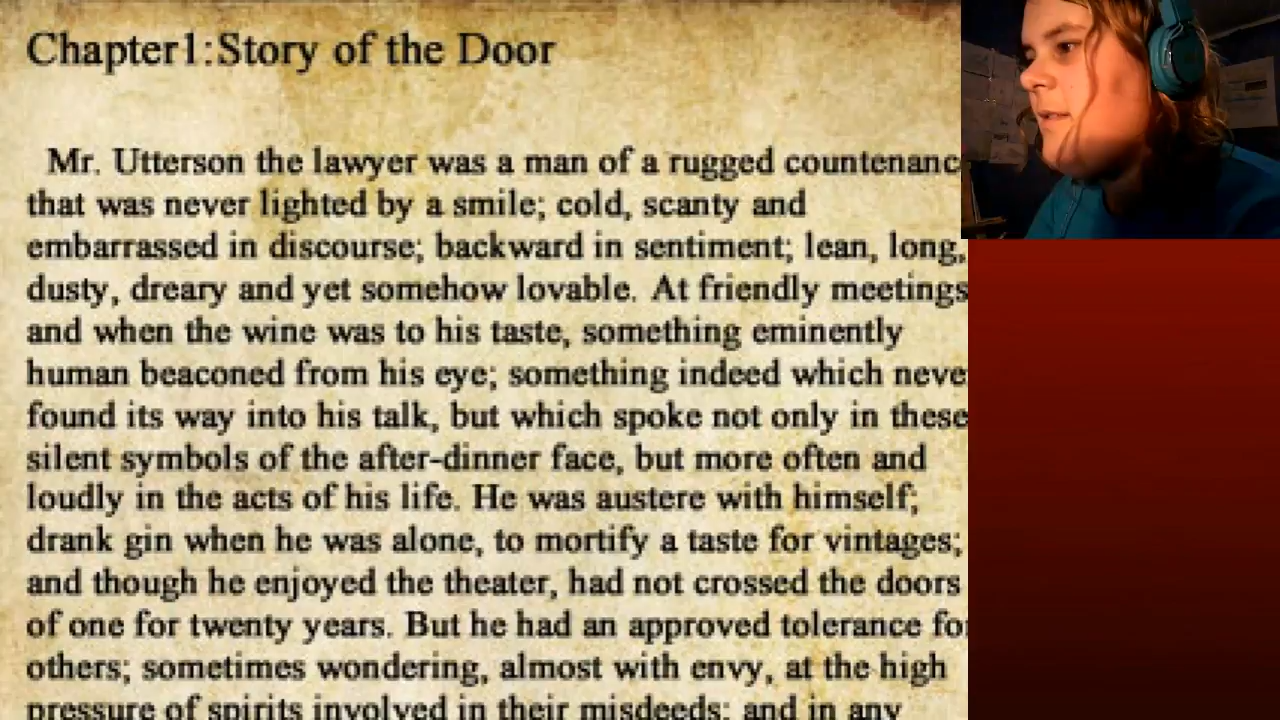 Chapter1:Story of the Door
Mr. Utterson the lawyer was a man of a rugged countenanc
that was never lighted by a smile; cold, scanty and
embarrassed in discourse; backward in sentiment; lean, long,
dusty, dreary and yet somehow lovable. At friendly meetings
and when the wine was to his taste, something eminently
human beaconed from his eye; something indeed which neve
found its way into his talk, but which spoke not only in these
silent symbols of the after-dinner face, but more often and
loudly in the acts of his life. He was austere with himself;
drank gin when he was alone, to mortify a taste for vintages;
and though he enjoyed the theater, had not crossed the doors
of one for twenty years. But he had an approved tolerance for
others; sometimes wondering, almost with envy, at the high
pressure of spirits involved in their misdeeds; and in any